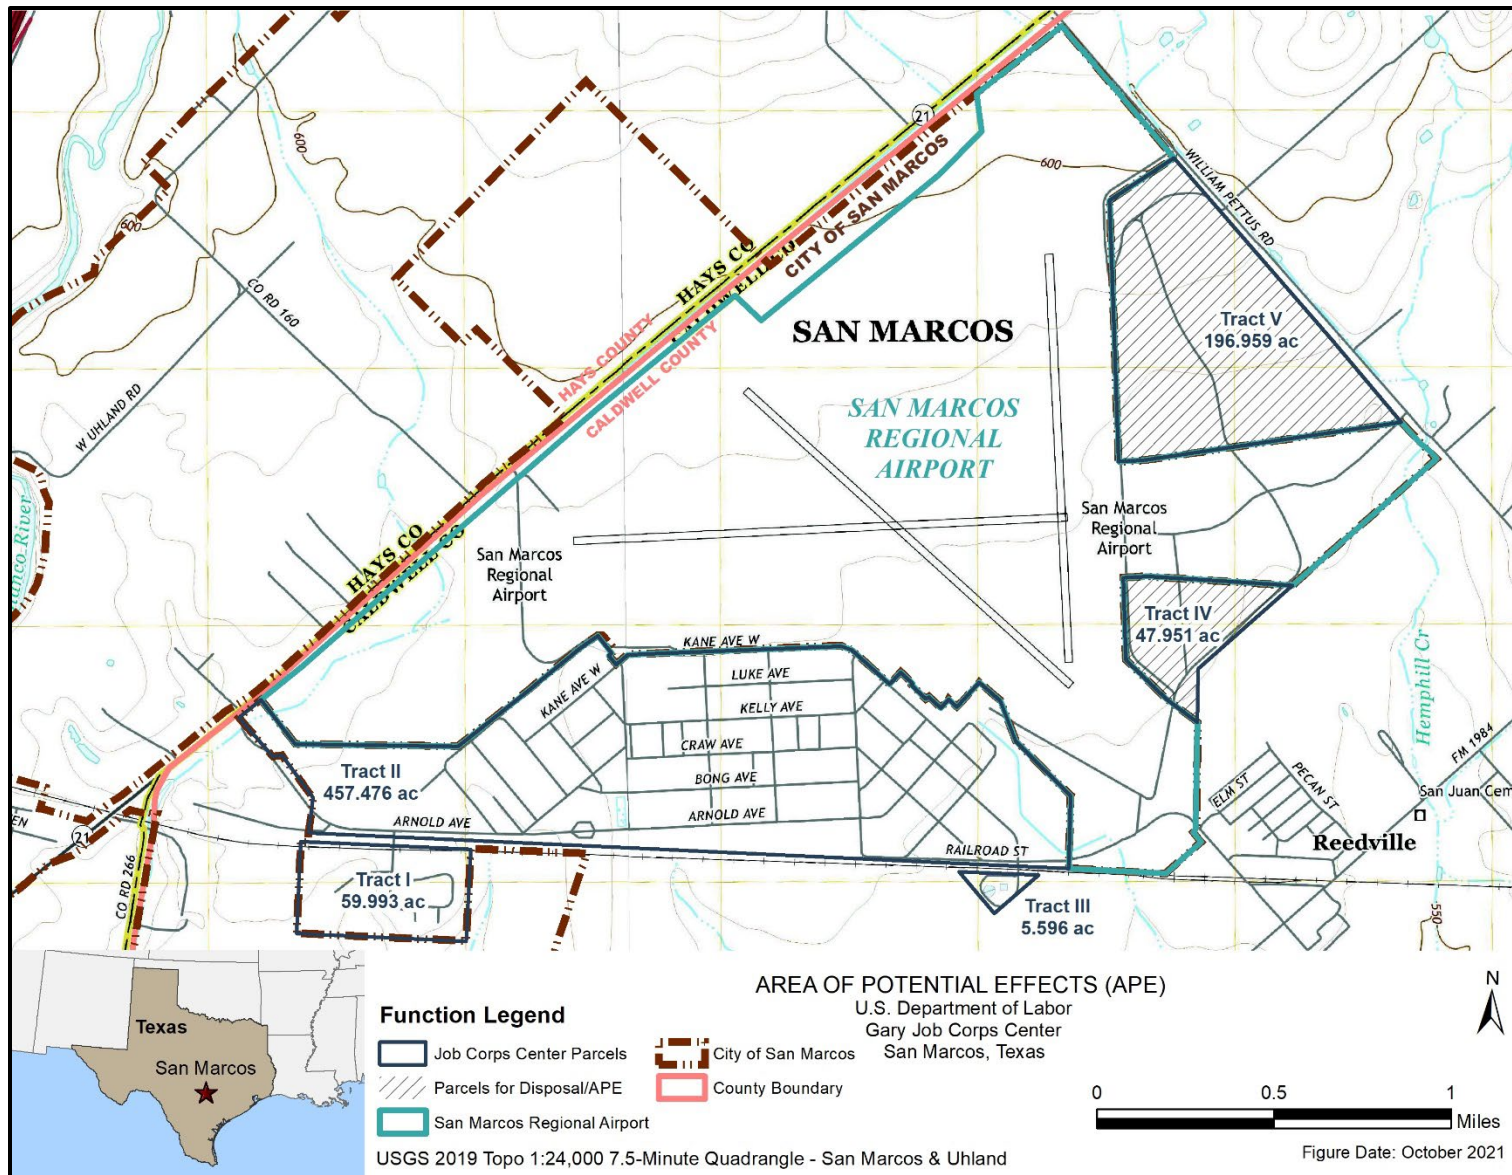 21
600
600
600
WILLIAM PETTUS RD
CITY OF SAN MARCOS
HAYS CO
CO RD 160
SAN MARCOS
Tract V
196.959 ac
HAYS COUNTY
CALDWELL COUNTY
W UHLAND RD
SAN MARCOS
REGIONAL
AIRPORT
San Marcos
Regional
Airport
San Marcos
Regional
Airport
HAYS CO
CALDWELL CO
Tract IV
47.951 ac
KANE AVE W
KANE AVE W
LUKE AVE
KELLY AVE
CRAW AVE
BONG AVE
ARNOLD AVE
ARNOLD AVE
Hemphill Cr
FM 1984
ELM ST
PECAN ST
San Juan Cem
Reedville
Tract II
457.476 ac
21
CO RD 266
RAILROAD ST
Tract I
59.993 ac
Tract III
5.596 ac
550
Texas
San Marcos
AREA OF POTENTIAL EFFECTS (APE)
U.S. Department of Labor
Gary Job Corps Center
San Marcos, Texas
N
Function Legend
Job Corps Center Parcels
City of San Marcos
Parcels for Disposal/APE
County Boundary
San Marcos Regional Airport
0 0.5 1
Miles
USGS 2019 Topo 1:24,000 7.5-Minute Quadrangle - San Marcos & Uhland
Figure Date: October 2021